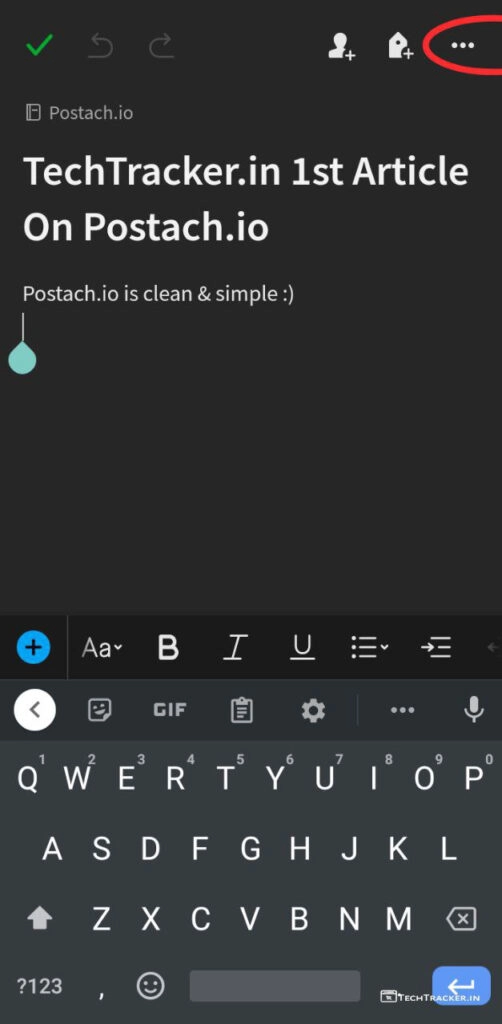 Postach.io
TechTracker.in 1st Article
On Postach.io
Postach.io is clean & simple :)
Aa B I U
GIF
1 2 3 4 5 6 7 8 9 0
Q W E R T Y U I O P
A S D F G H J K L
Z X C V B N M
?123 ,
TECHTRACKER.IN